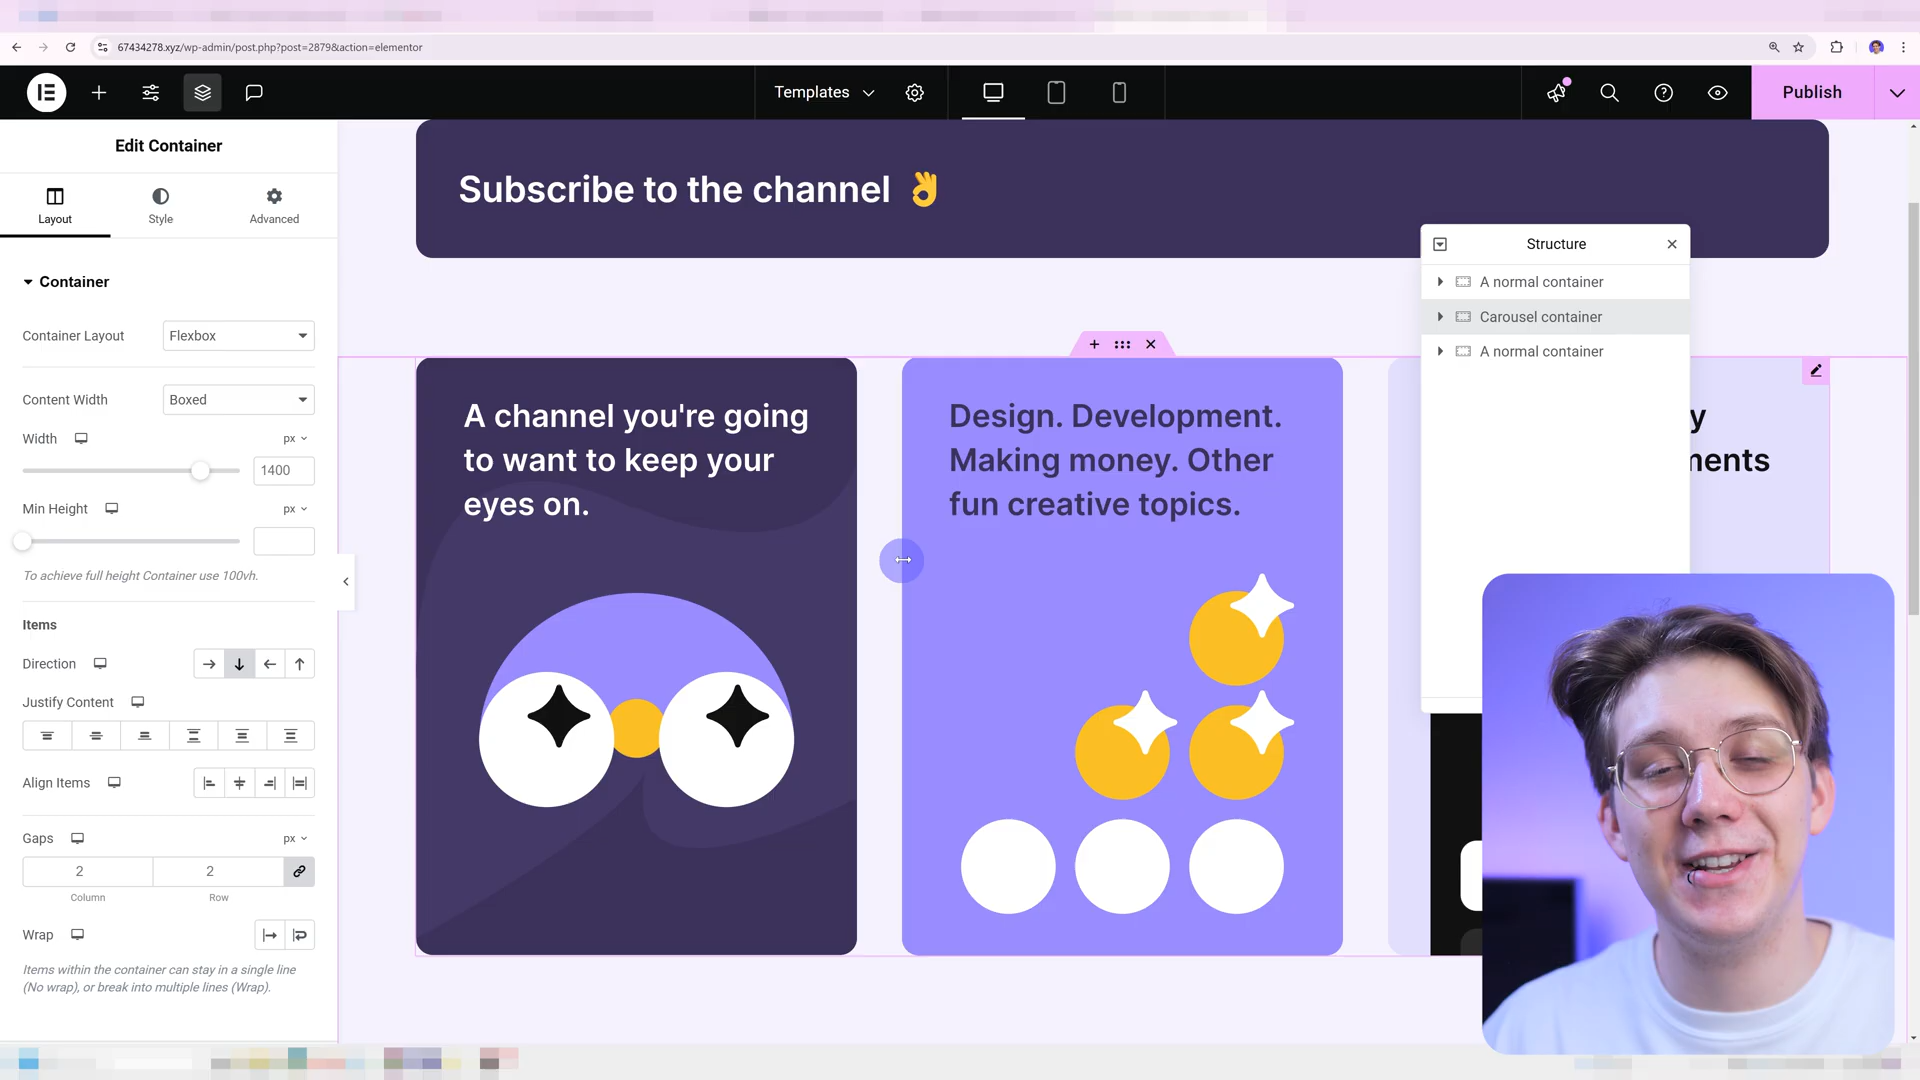 67434278.xyz/wp-admin/post.php?post=2879&action=elementor
Templates
Publish
Edit Container
Layout
Style
Advanced
Container
Container Layout
Flexbox
Content Width
Boxed
Width
px
1400
Min Height
px
To achieve full height Container use 100vh.
Items
Direction
Justify Content
Align Items
Gaps
px
2
2
Column
Row
Wrap
Items within the container can stay in a single line
(No wrap), or break into multiple lines (Wrap).
Subscribe to the channel 👌
A channel you're going
to want to keep your
eyes on.
Design. Development.
Making money. Other
fun creative topics.
Structure
A normal container
Carousel container
A normal container